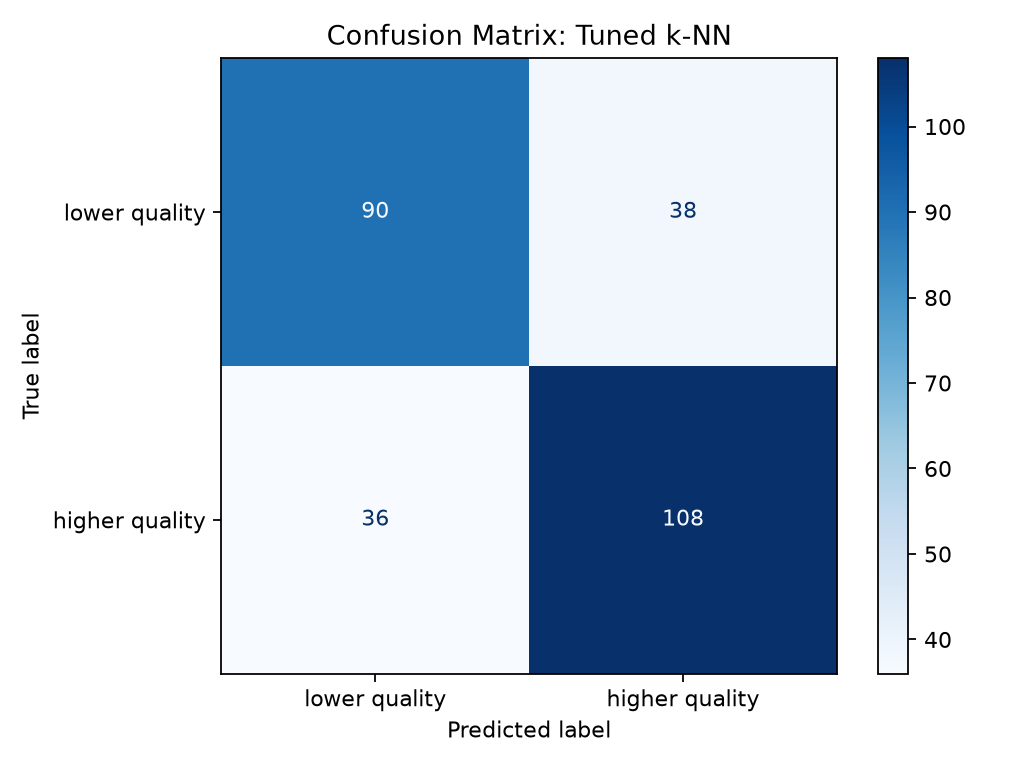 Confusion Matrix: Tuned k-NN
True label
lower quality
90
38
higher quality
36
108
lower quality
higher quality
Predicted label
100
90
80
70
60
50
40